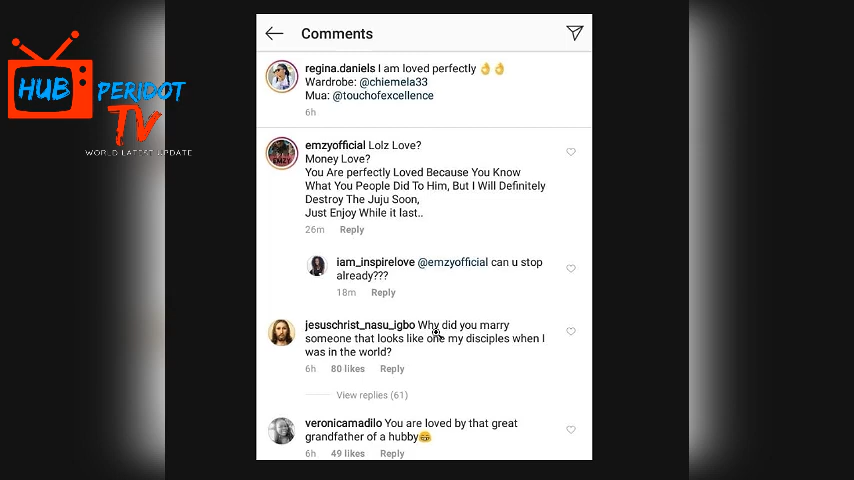 HUB
PERIDOT
TV
WORLD LATEST UPDATE
Comments
regina.daniels I am loved perfectly 👌👌
Wardrobe: @chiemela33
Mua: @touchofexcellence
6h
EMZY
emzyofficial Lolz Love?
Money Love?
You Are perfectly Loved Because You Know
What You People Did To Him, But I Will Definitely
Destroy The Juju Soon,
Just Enjoy While it last..
26m Reply
iam_inspirelove @emzyofficial can u stop
already???
18m Reply
jesuschrist_nasu_igbo Why did you marry
someone that looks like one my disciples when I
was in the world?
6h 80 likes Reply
View replies (61)
veronicamadilo You are loved by that great
grandfather of a hubby🤗
6h 49 likes Reply